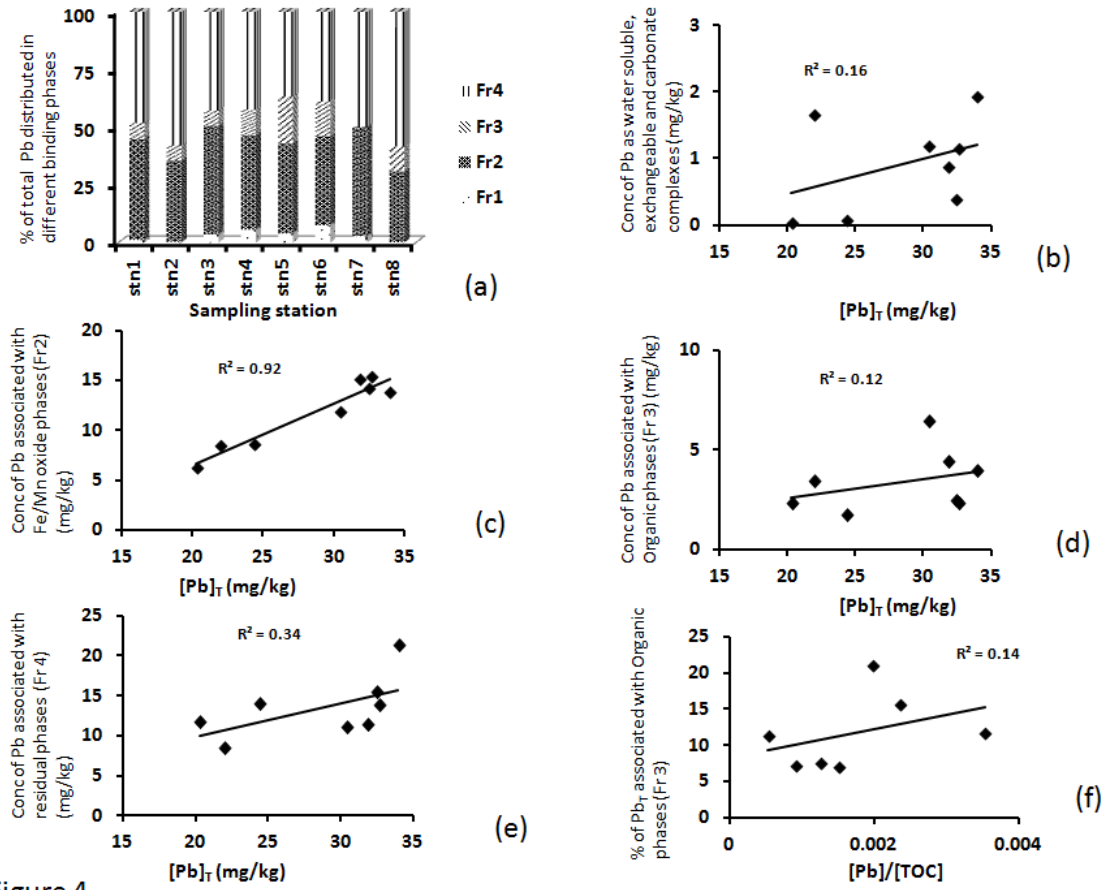 % of total Pb distributed in
different binding phases
100
75
50
25
0
stn1
stn2
stn3
stn4
stn5
stn6
stn7
stn8
Sampling station
Fr4
Fr3
Fr2
Fr1
(a)
Conc of Pb as water soluble,
exchangeable and carbonate
complexes (mg/kg)
3
2
1
0
R² = 0.16
15 20 25 30 35
[Pb]T (mg/kg)
(b)
Conc of Pb associated with
Fe/Mn oxide phases (Fr2)
(mg/kg)
20
15
10
5
0
R² = 0.92
15 20 25 30 35
[Pb]T (mg/kg)
(c)
Conc of Pb associated with
Organic phases (Fr 3) (mg/kg)
10
5
0
R² = 0.12
15 20 25 30 35
[Pb]T (mg/kg)
(d)
Conc of Pb associated with
residual phases (Fr 4)
(mg/kg)
25
20
15
10
5
0
R² = 0.34
15 20 25 30 35
[Pb]T (mg/kg)
(e)
% of PbT associated with Organic
phases (Fr 3)
25
20
15
10
5
0
R² = 0.14
0 0.002 0.004
[Pb]/[TOC]
(f)